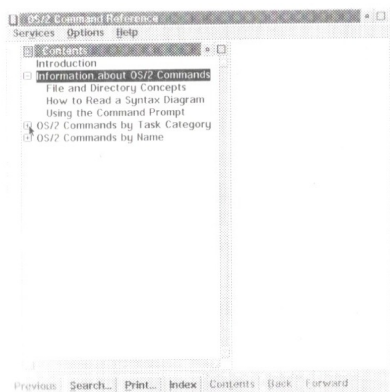 OS/2 Command Reference
Services Options Help
Contents
Introduction
Information about OS/2 Commands
File and Directory Concepts
How to Read a Syntax Diagram
Using the Command Prompt
OS/2 Commands by Task Category
OS/2 Commands by Name
Previous Search... Print... Index Contents Back Forward